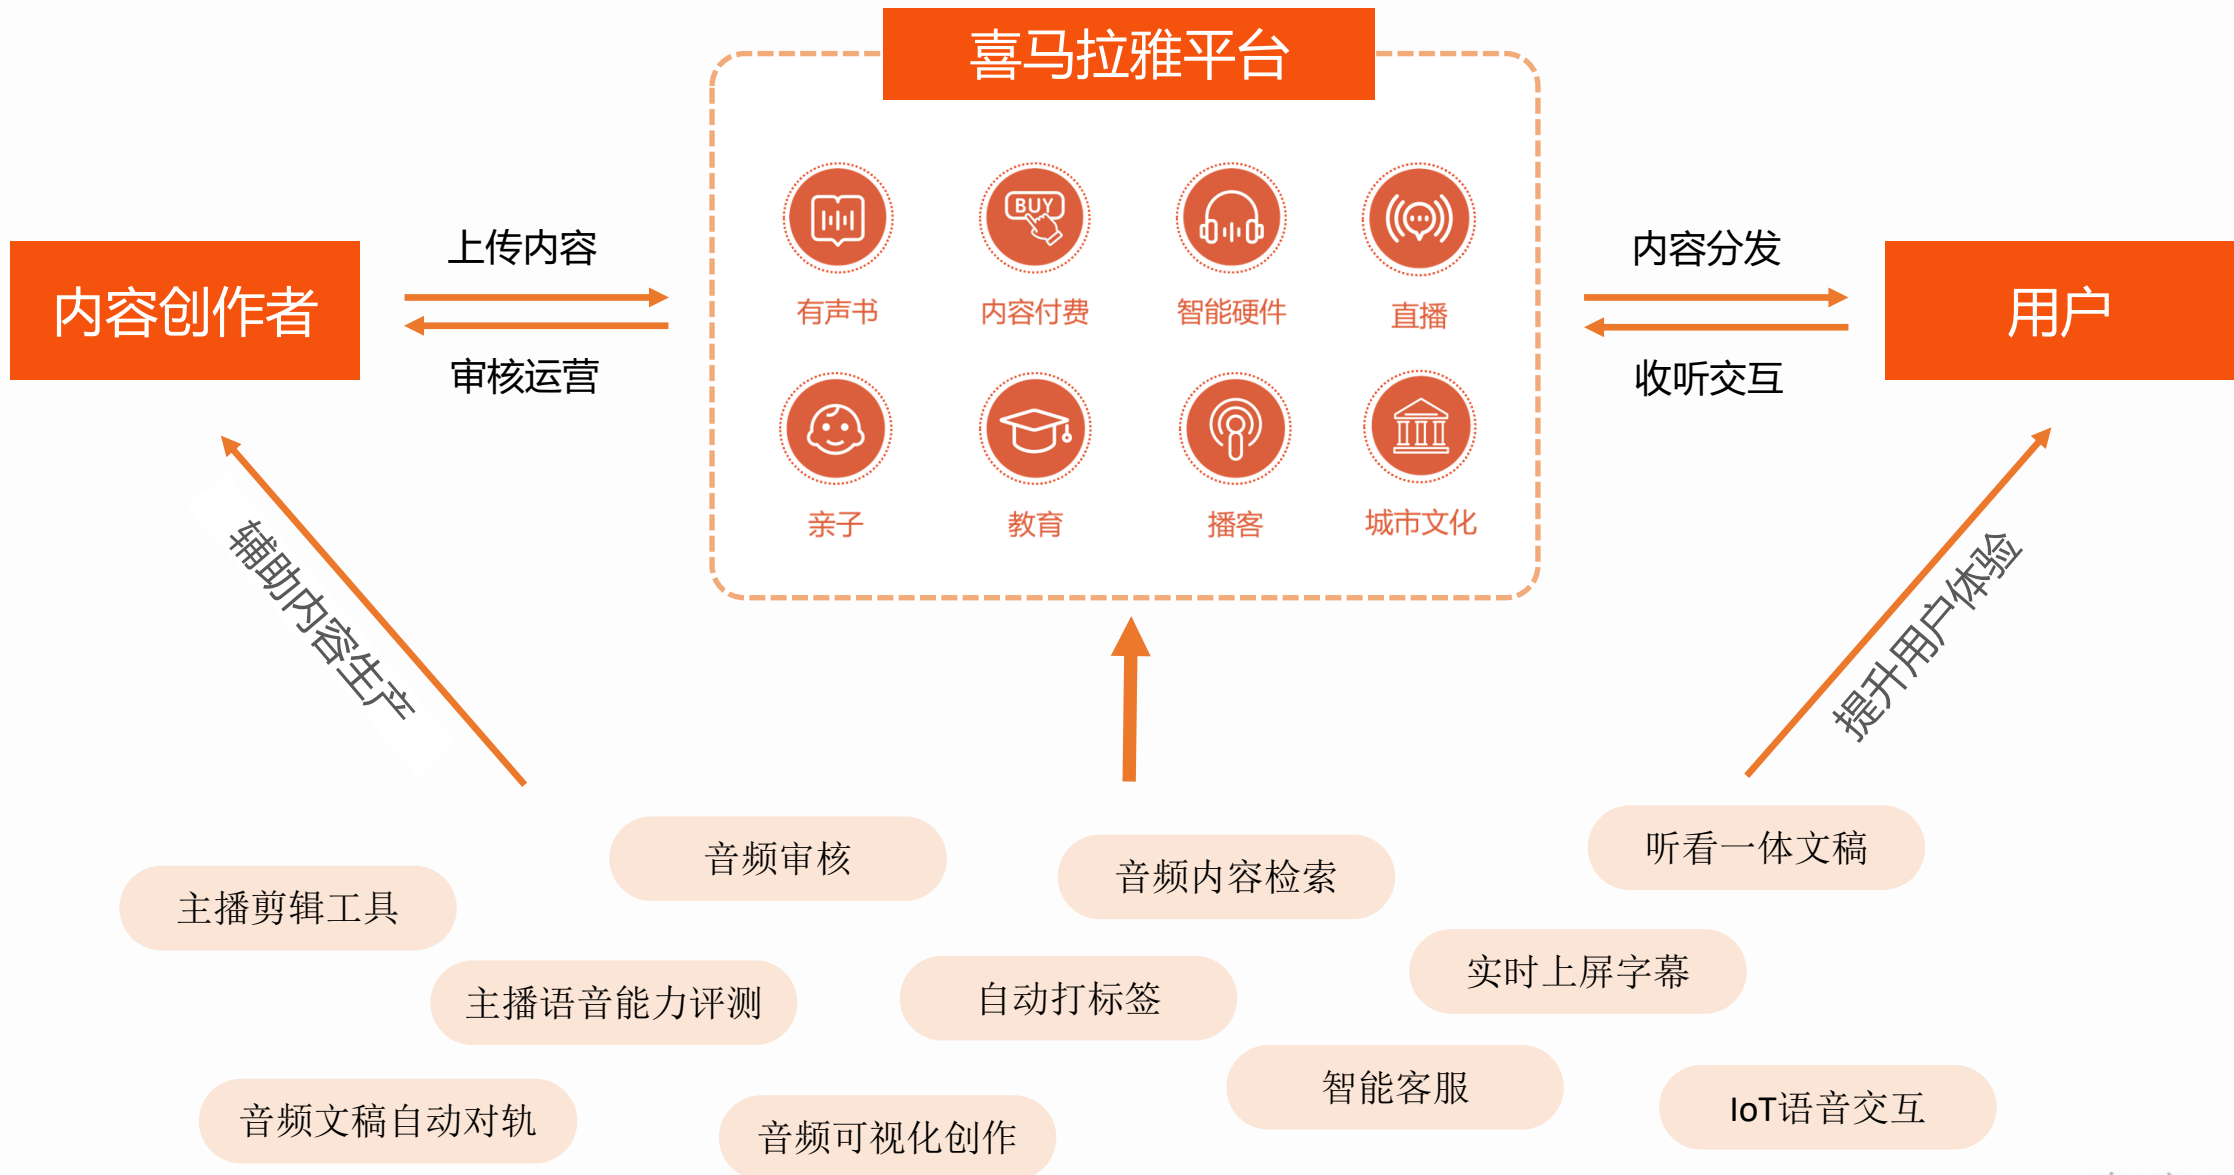 喜马拉雅平台
内容创作者
上传内容
审核运营
BUY
有声书
内容付费
智能硬件
直播
亲子
教育
播客
城市文化
内容分发
收听交互
用户
辅助内容生产
提升用户体验
音频审核
音频内容检索
听看一体文稿
主播剪辑工具
主播语音能力评测
自动打标签
实时上屏字幕
音频文稿自动对轨
音频可视化创作
智能客服
IoT语音交互